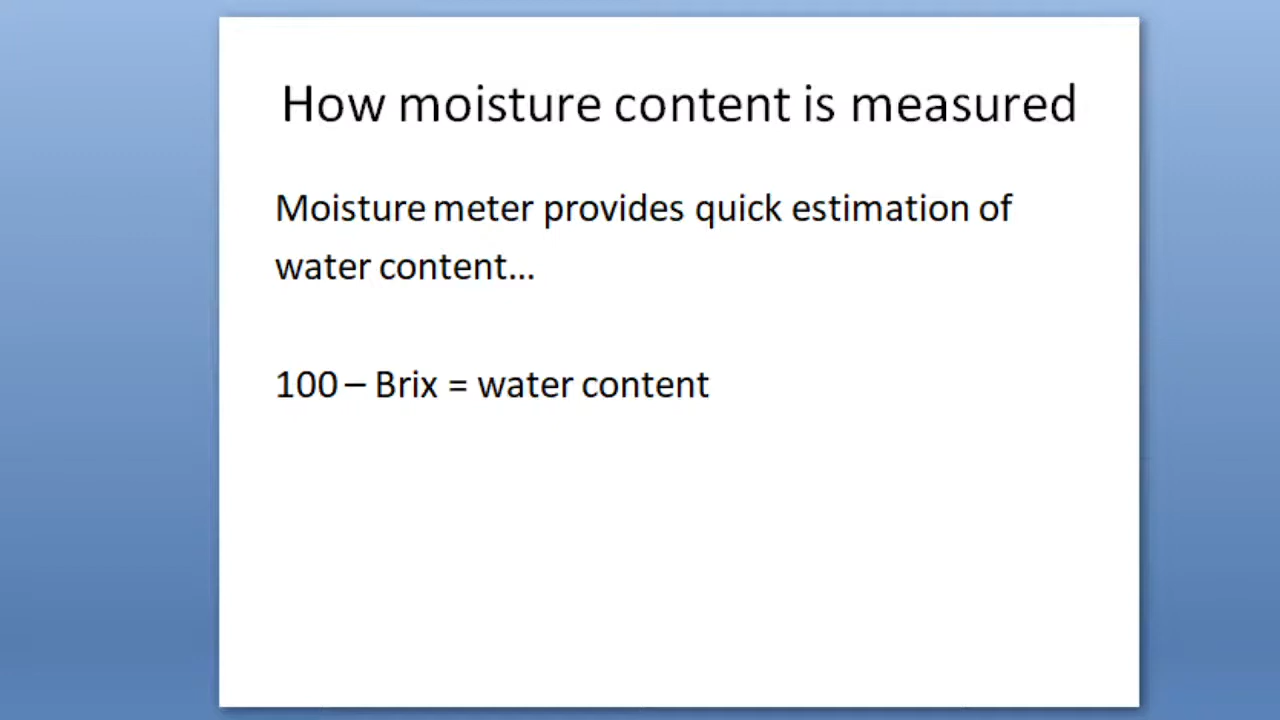 How moisture content is measured
Moisture meter provides quick estimation of
water content...
100 – Brix = water content